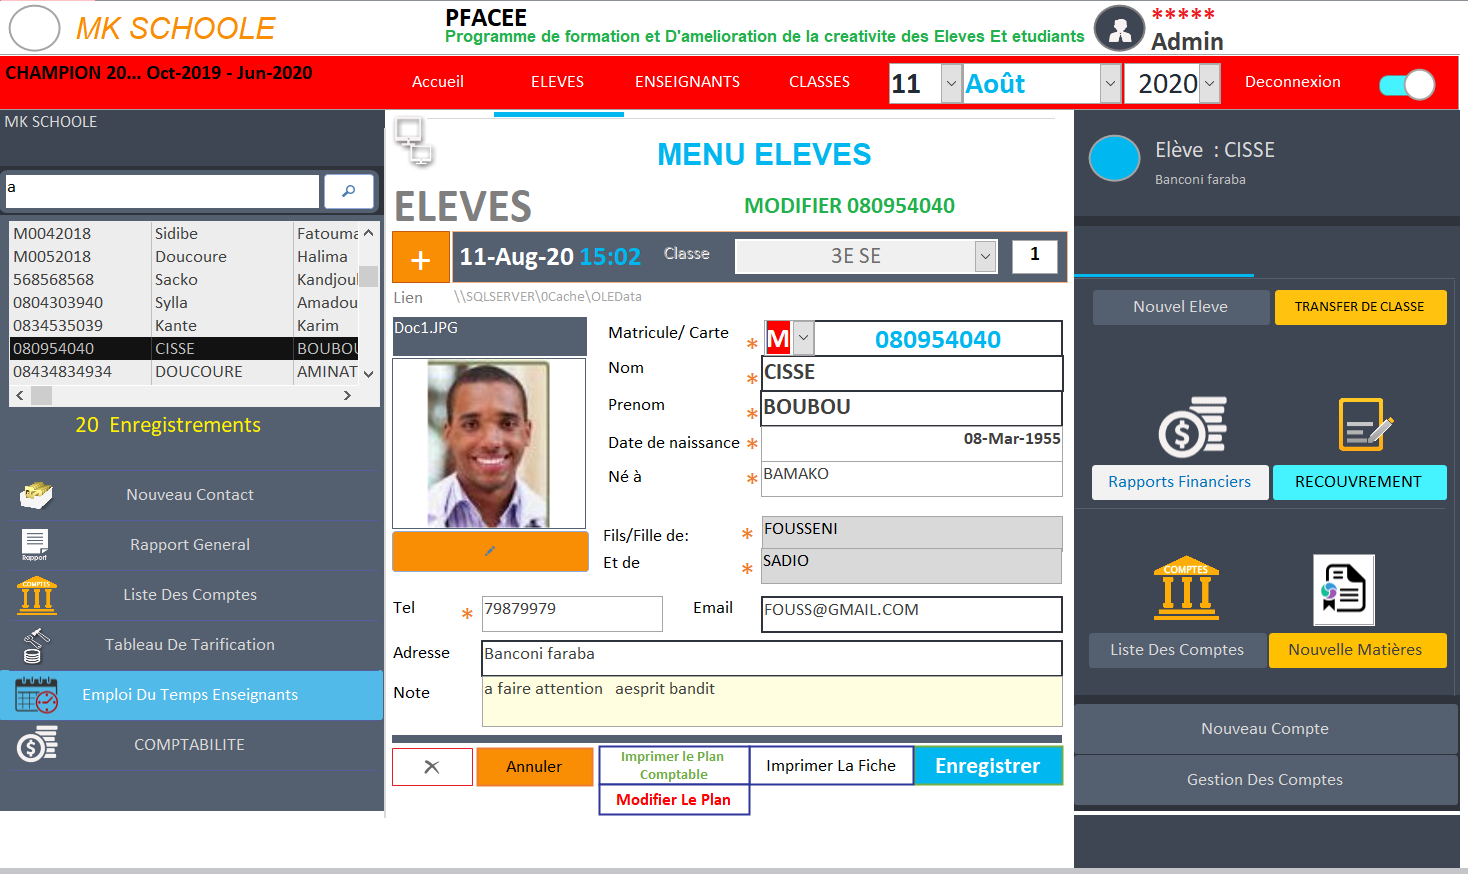 MK SCHOOLE
PFACEE
Programme de formation et D'amelioration de la creativite des Eleves Et etudiants
*****
Admin
CHAMPION 20... Oct-2019 - Jun-2020
Accueil
ELEVES
ENSEIGNANTS
CLASSES
11
Août
2020
Deconnexion
MK SCHOOLE
a
M0042018 Sidibe Fatouma
M0052018 Doucoure Halima
568568568 Sacko Kandjoul
0804303940 Sylla Amadou
0834535039 Kante Karim
080954040 CISSE BOUBOU
08434834934 DOUCOURE AMINAT
20 Enregistrements
Nouveau Contact
Rapport
Rapport General
COMPTES
Liste Des Comptes
Tableau De Tarification
Emploi Du Temps Enseignants
COMPTABILITE
MENU ELEVES
ELEVES
MODIFIER 080954040
+
11-Aug-20 15:02
Classe
3E SE
1
Lien
\\SQLSERVER\0Cache\OLEData
Doc1.JPG
Matricule/ Carte * M 080954040
Nom * CISSE
Prenom * BOUBOU
Date de naissance * 08-Mar-1955
Né à * BAMAKO
Fils/Fille de: * FOUSSENI
Et de * SADIO
Tel * 79879979
Email FOUSS@GMAIL.COM
Adresse Banconi faraba
Note a faire attention aesprit bandit
Annuler
Imprimer le Plan
Comptable
Modifier Le Plan
Imprimer La Fiche
Enregistrer
Elève : CISSE
Banconi faraba
Nouvel Eleve
TRANSFER DE CLASSE
Rapports Financiers
RECOUVREMENT
COMPTES
Liste Des Comptes
Nouvelle Matières
Nouveau Compte
Gestion Des Comptes